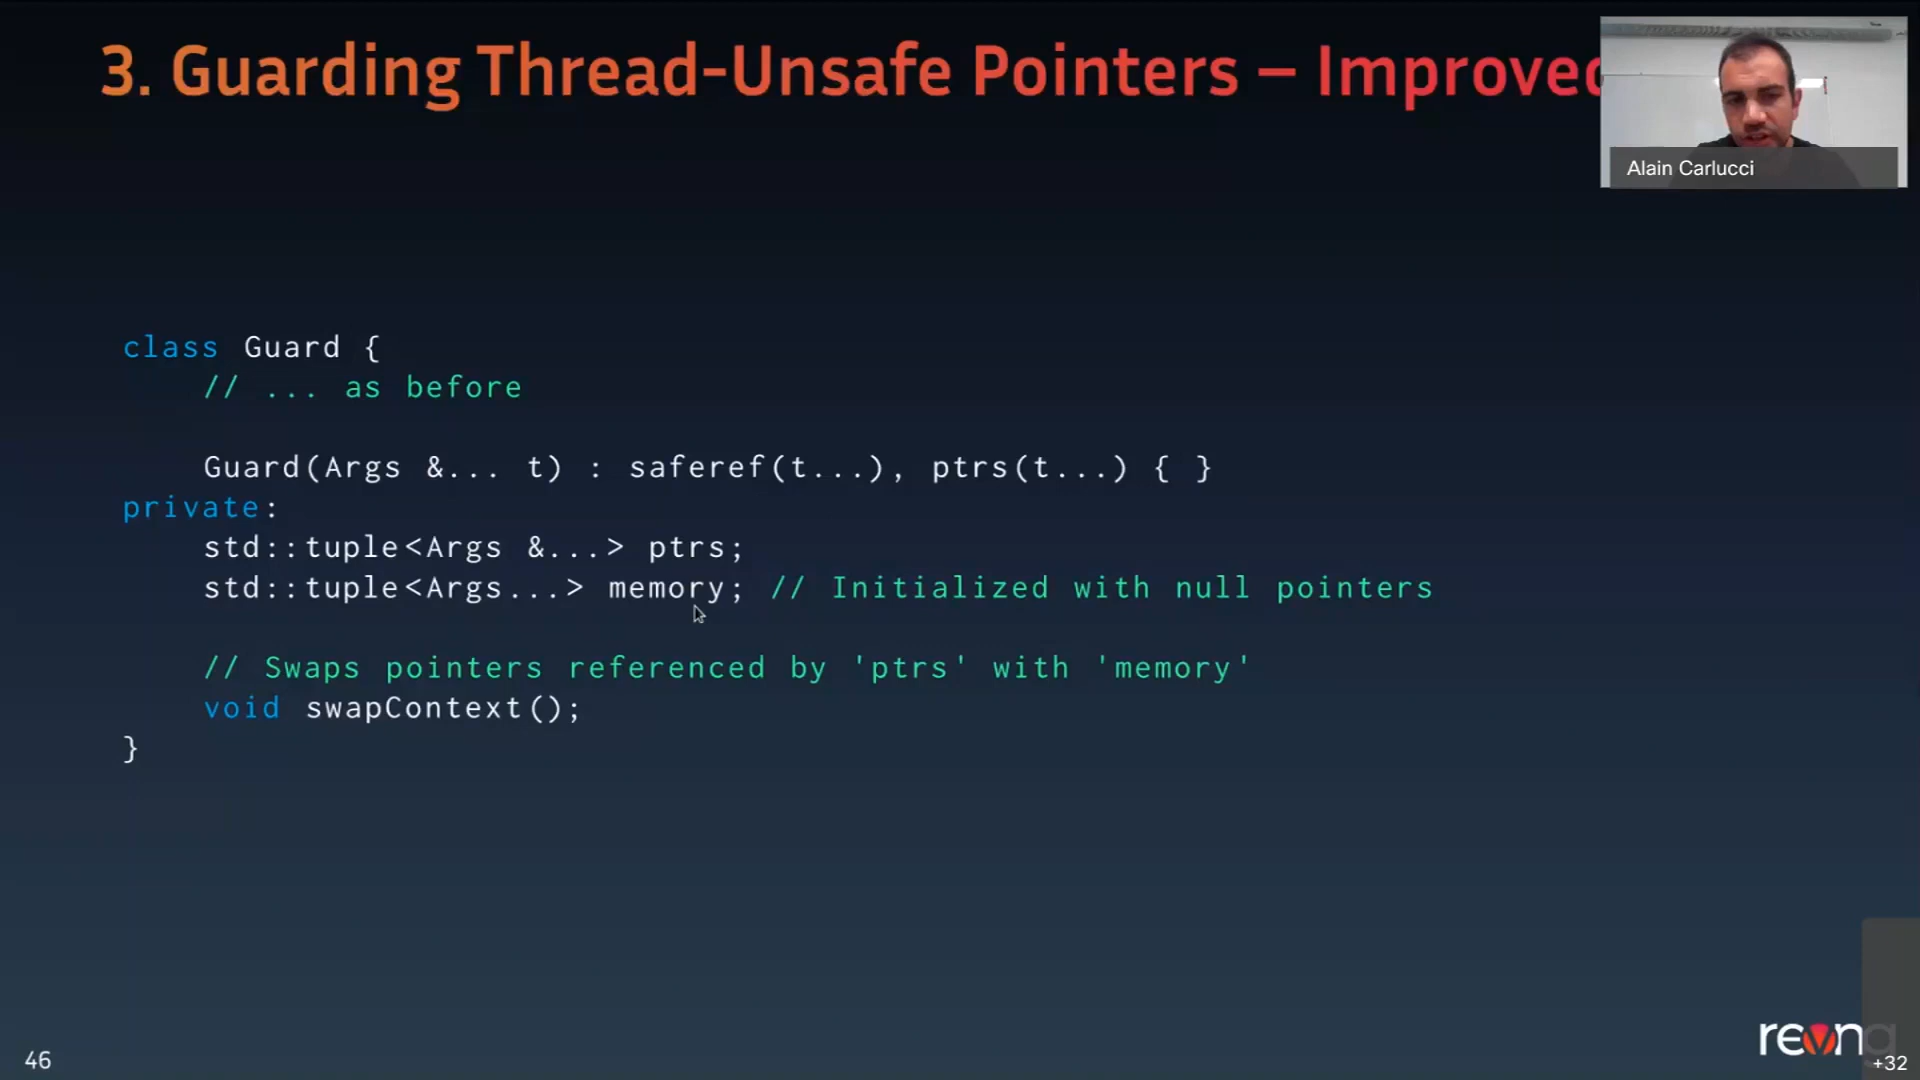 3. Guarding Thread-Unsafe Pointers – Improved
Alain Carlucci
class Guard {
// ... as before
Guard(Args &... t) : saferef(t...), ptrs(t...) { }
private:
std::tuple<Args &...> ptrs;
std::tuple<Args...> memory; // Initialized with null pointers
// Swaps pointers referenced by 'ptrs' with 'memory'
void swapContext();
}
revng
46
+32